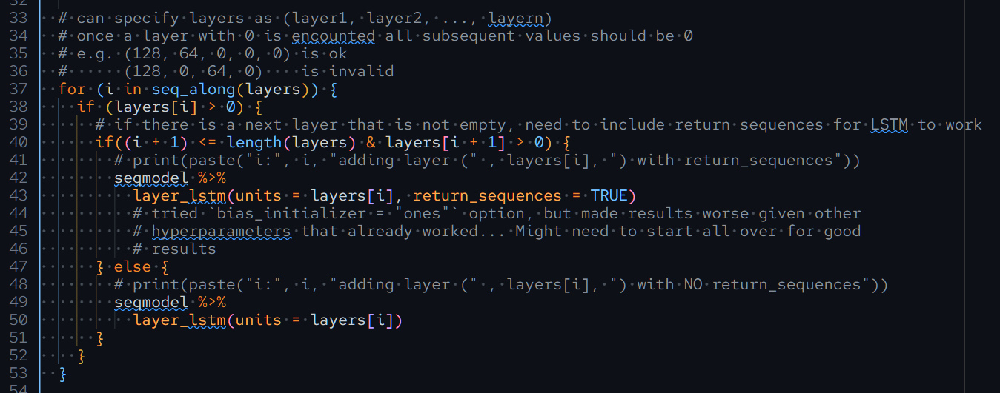 32
33 # can specify layers as (layer1, layer2, ..., layern)
34 # once a layer with 0 is encounted all subsequent values should be 0
35 # e.g. (128, 64, 0, 0, 0) is ok
36 #      (128, 0, 64, 0)    is invalid
37 for (i in seq_along(layers)) {
38   if (layers[i] > 0) {
39     # if there is a next layer that is not empty, need to include return sequences for LSTM to work
40     if((i + 1) <= length(layers) & layers[i + 1] > 0) {
41       # print(paste("i:", i, "adding layer (" , layers[i], ") with return_sequences"))
42       seqmodel %>%
43         layer_lstm(units = layers[i], return_sequences = TRUE)
44         # tried `bias_initializer = "ones"` option, but made results worse given other
45         # hyperparameters that already worked... Might need to start all over for good
46         # results
47     } else {
48       # print(paste("i:", i, "adding layer (" , layers[i], ") with NO return_sequences"))
49       seqmodel %>%
50         layer_lstm(units = layers[i])
51     }
52   }
53 }
54